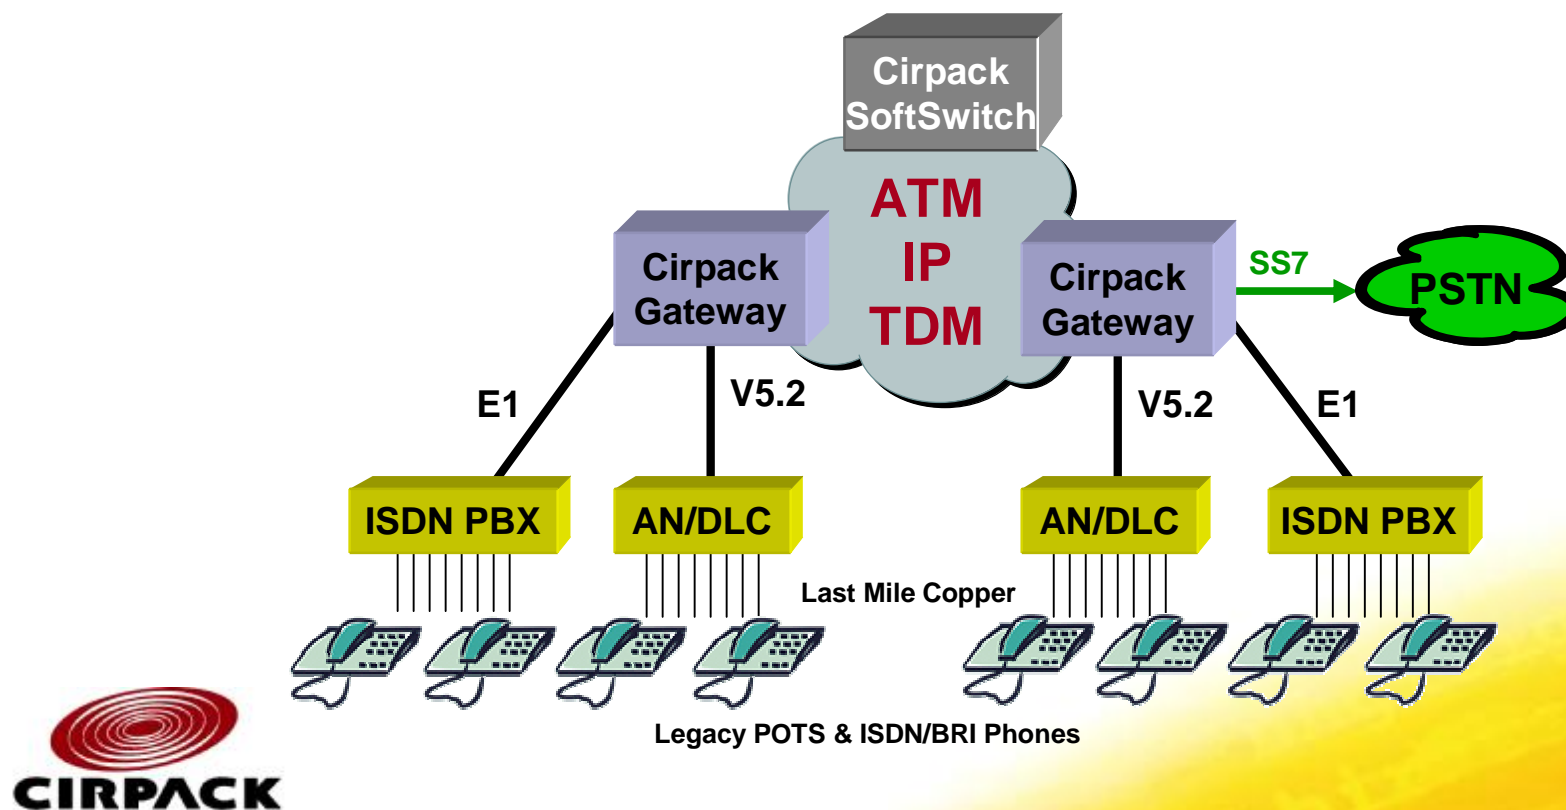 Cirpack
SoftSwitch
ATM
IP
TDM
Cirpack
Gateway
Cirpack
Gateway
SS7
PSTN
E1
V5.2
V5.2
E1
ISDN PBX
AN/DLC
AN/DLC
ISDN PBX
Last Mile Copper
Legacy POTS & ISDN/BRI Phones
CIRPACK